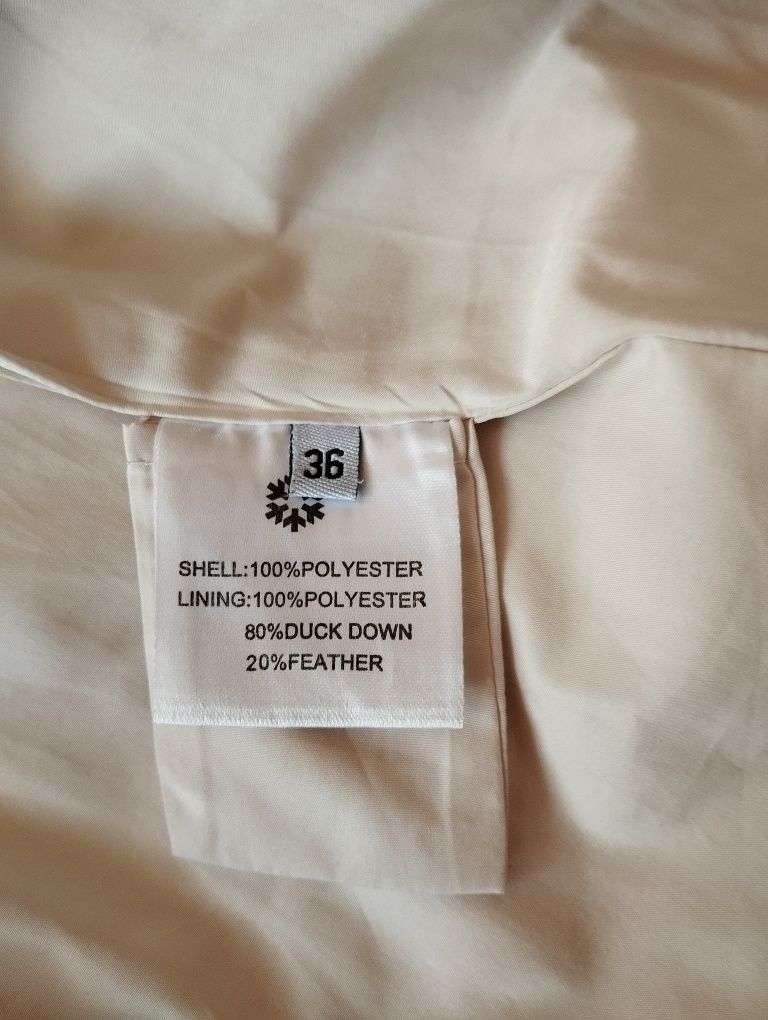 36
SHELL:100%POLYESTER
LINING:100%POLYESTER
80%DUCK DOWN
20%FEATHER